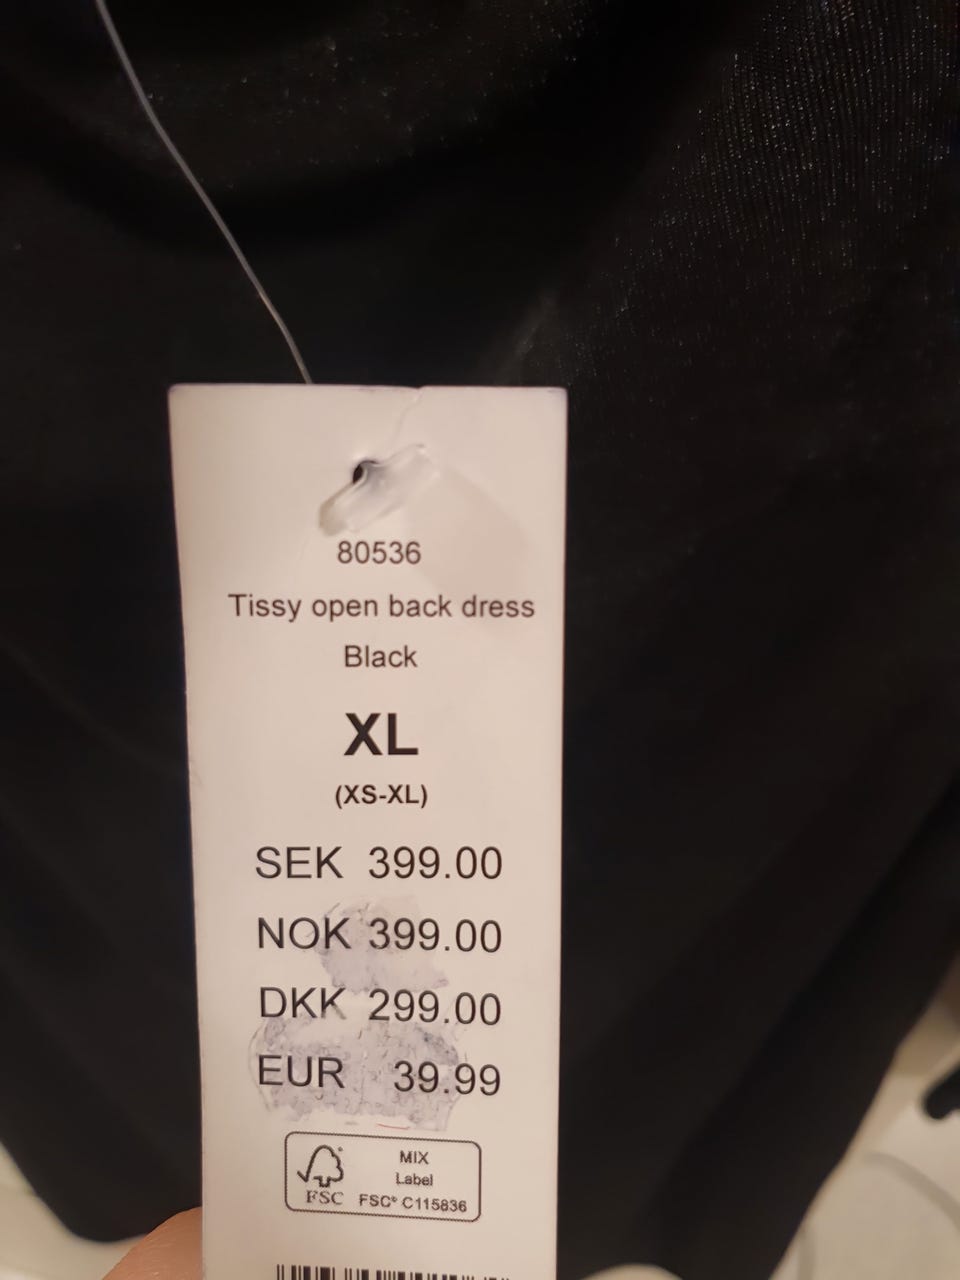 80536
Tissy open back dress
Black
XL
(XS-XL)
SEK 399.00
NOK 399.00
DKK 299.00
EUR 39.99
MIX
Label
FSC FSC® C115836